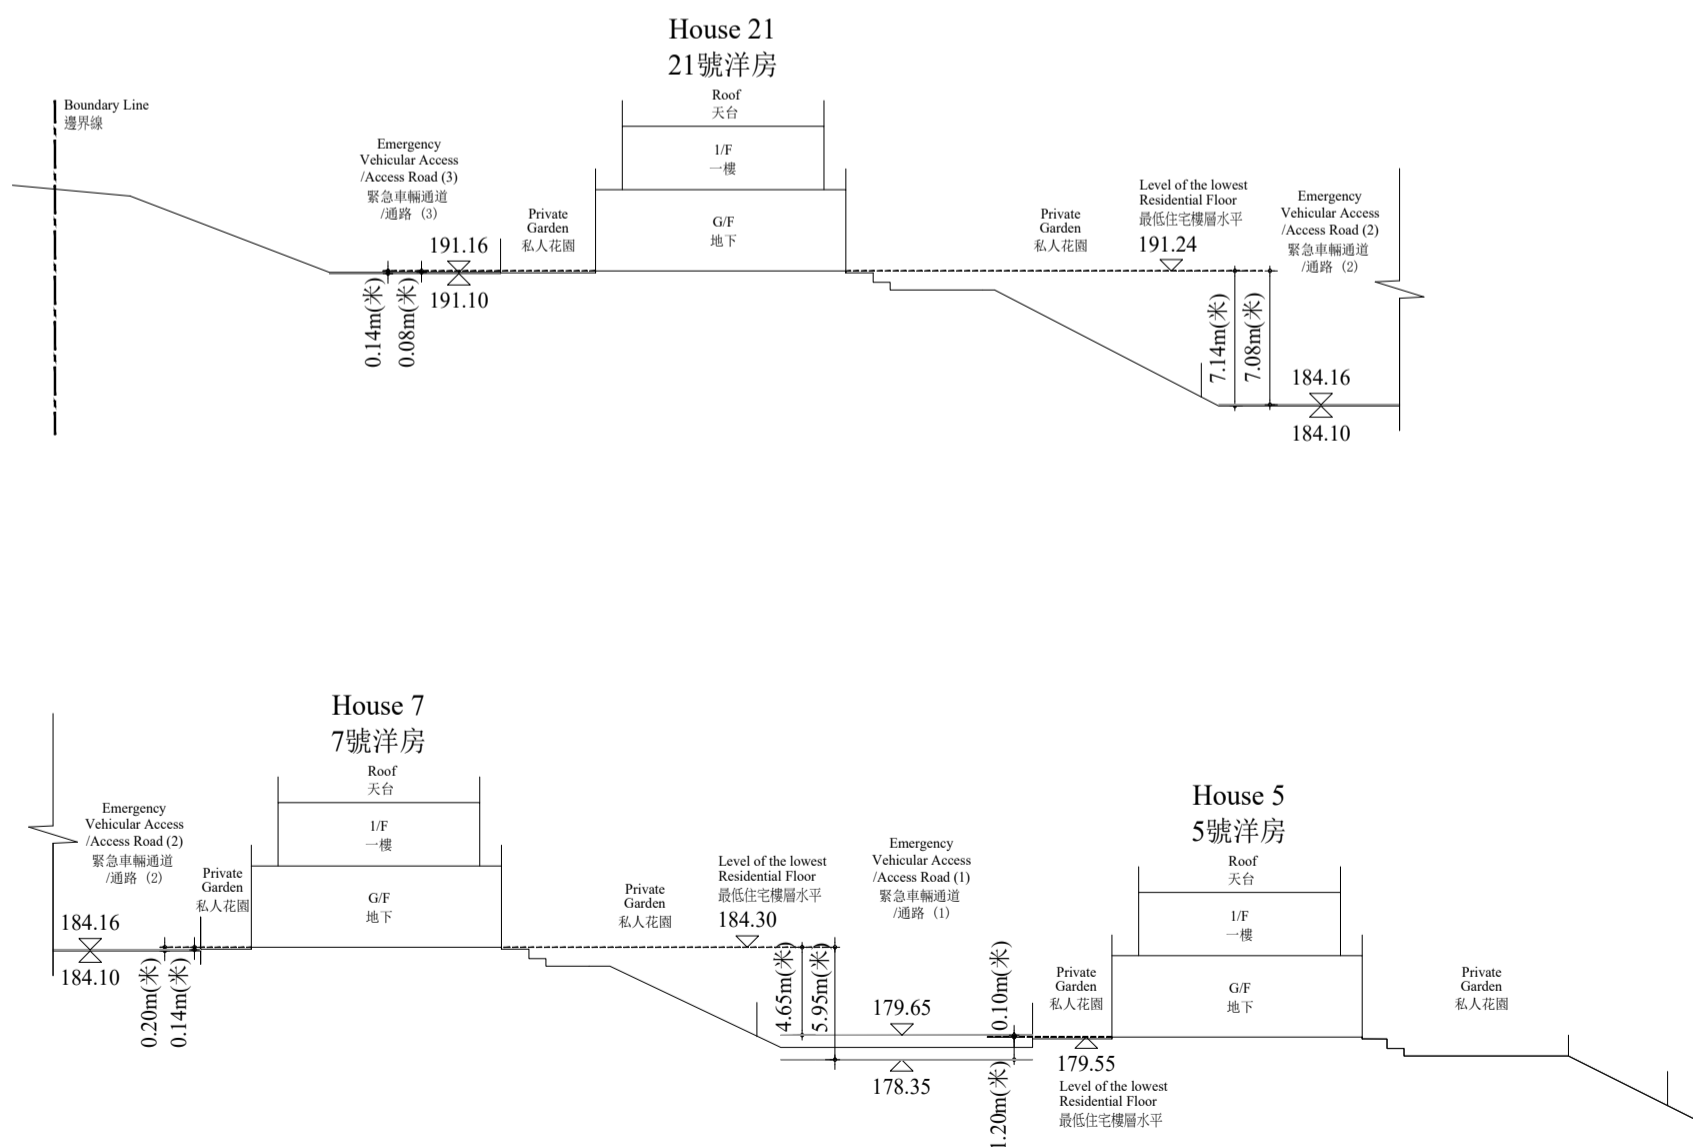 House 21
21號洋房
Roof
天台
1/F
一樓
G/F
地下
Boundary Line
邊界線
Emergency
Vehicular Access
/Access Road (3)
緊急車輛通道
/通路 (3)
191.16
191.10
0.14m(米)
0.08m(米)
Private
Garden
私人花園
Private
Garden
私人花園
Level of the lowest
Residential Floor
最低住宅樓層水平
191.24
Emergency
Vehicular Access
/Access Road (2)
緊急車輛通道
/通路 (2)
7.14m(米)
7.08m(米)
184.16
184.10
House 7
7號洋房
Roof
天台
1/F
一樓
G/F
地下
Emergency
Vehicular Access
/Access Road (2)
緊急車輛通道
/通路 (2)
184.16
184.10
0.20m(米)
0.14m(米)
Private
Garden
私人花園
Private
Garden
私人花園
Level of the lowest
Residential Floor
最低住宅樓層水平
184.30
4.65m(米)
5.95m(米)
Emergency
Vehicular Access
/Access Road (1)
緊急車輛通道
/通路 (1)
179.65
178.35
0.10m(米)
1.20m(米)
House 5
5號洋房
Roof
天台
1/F
一樓
G/F
地下
Private
Garden
私人花園
179.55
Level of the lowest
Residential Floor
最低住宅樓層水平
Private
Garden
私人花園